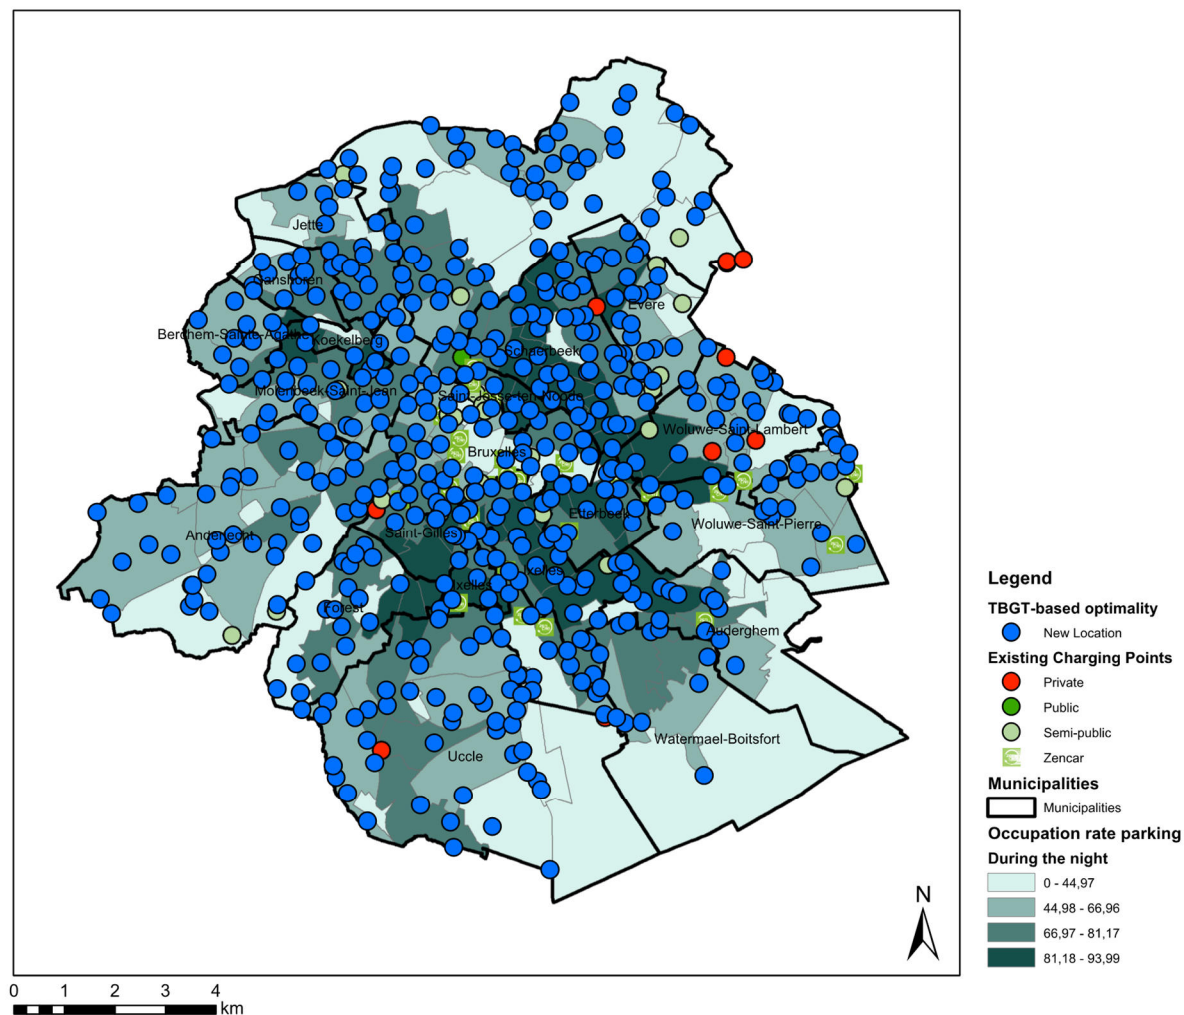 Jette
Ganshoren
Evere
Berchem-Sainte-Agathe
Koekelberg
Schaerbeek
Molenbeek-Saint-Jean
Saint-Josse-ten-Noode
Woluwe-Saint-Lambert
Bruxelles
Etterbeek
Woluwe-Saint-Pierre
Anderlecht
Saint-Gilles
Ixelles
Ixelles
Forest
Auderghem
Watermael-Boitsfort
Uccle
N
0 1 2 3 4
km
Legend
TBGT-based optimality
New Location
Existing Charging Points
Private
Public
Semi-public
Zencar
Municipalities
Municipalities
Occupation rate parking
During the night
0 - 44,97
44,98 - 66,96
66,97 - 81,17
81,18 - 93,99